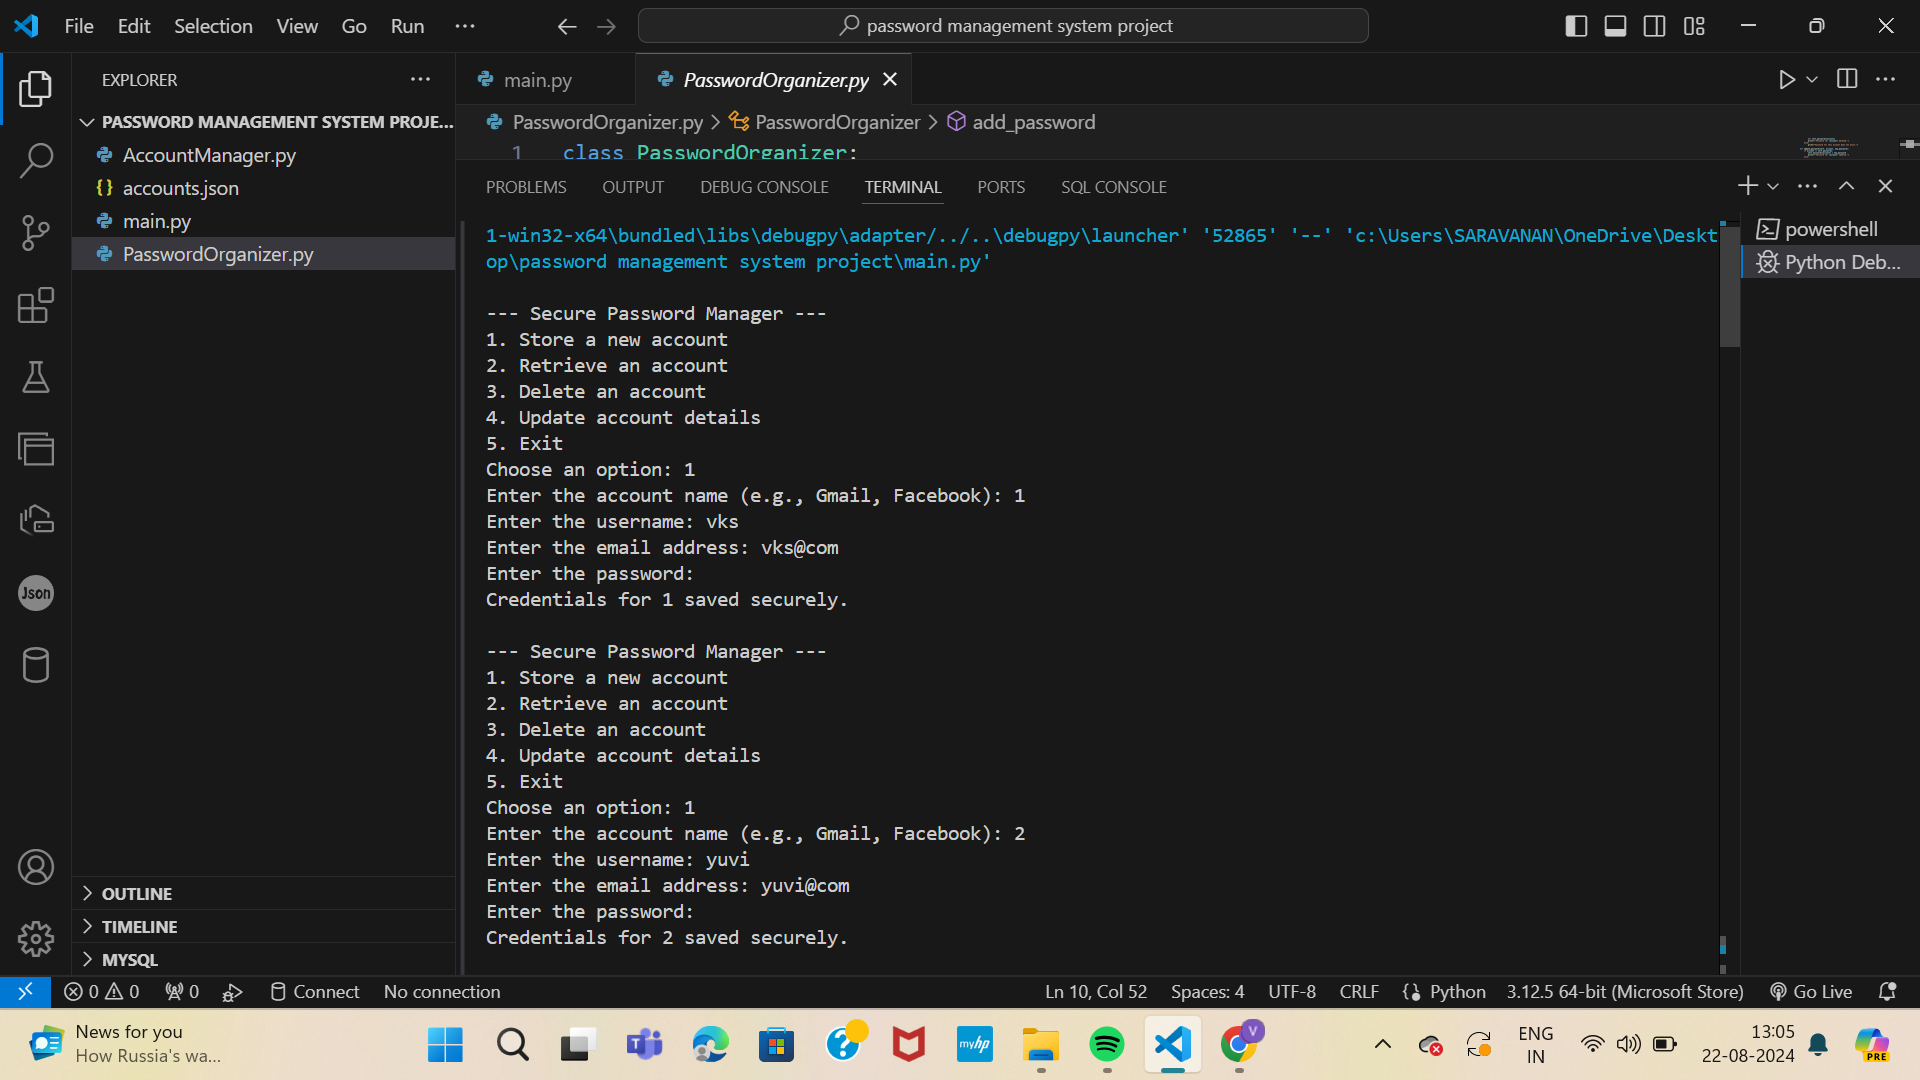 File Edit Selection View Go Run ···
password management system project
EXPLORER ···
main.py
PasswordOrganizer.py
PasswordOrganizer.py > PasswordOrganizer > add_password
1 class PasswordOrganizer:
PASSWORD MANAGEMENT SYSTEM PROJE...
AccountManager.py
{} accounts.json
main.py
PasswordOrganizer.py
PROBLEMS OUTPUT DEBUG CONSOLE TERMINAL PORTS SQL CONSOLE
powershell
Python Deb...
1-win32-x64\bundled\libs\debugpy\adapter/../..\debugpy\launcher' '52865' '--' 'c:\Users\SARAVANAN\OneDrive\Deskt
op\password management system project\main.py'
--- Secure Password Manager ---
1. Store a new account
2. Retrieve an account
3. Delete an account
4. Update account details
5. Exit
Choose an option: 1
Enter the account name (e.g., Gmail, Facebook): 1
Enter the username: vks
Enter the email address: vks@com
Enter the password:
Credentials for 1 saved securely.
--- Secure Password Manager ---
1. Store a new account
2. Retrieve an account
3. Delete an account
4. Update account details
5. Exit
Choose an option: 1
Enter the account name (e.g., Gmail, Facebook): 2
Enter the username: yuvi
Enter the email address: yuvi@com
Enter the password:
Credentials for 2 saved securely.
Json
OUTLINE
TIMELINE
MYSQL
0 0 0 Connect No connection
Ln 10, Col 52 Spaces: 4 UTF-8 CRLF {} Python 3.12.5 64-bit (Microsoft Store) Go Live
News for you
How Russia's wa...
T
myhp
V
ENG
IN
13:05
22-08-2024
PRE